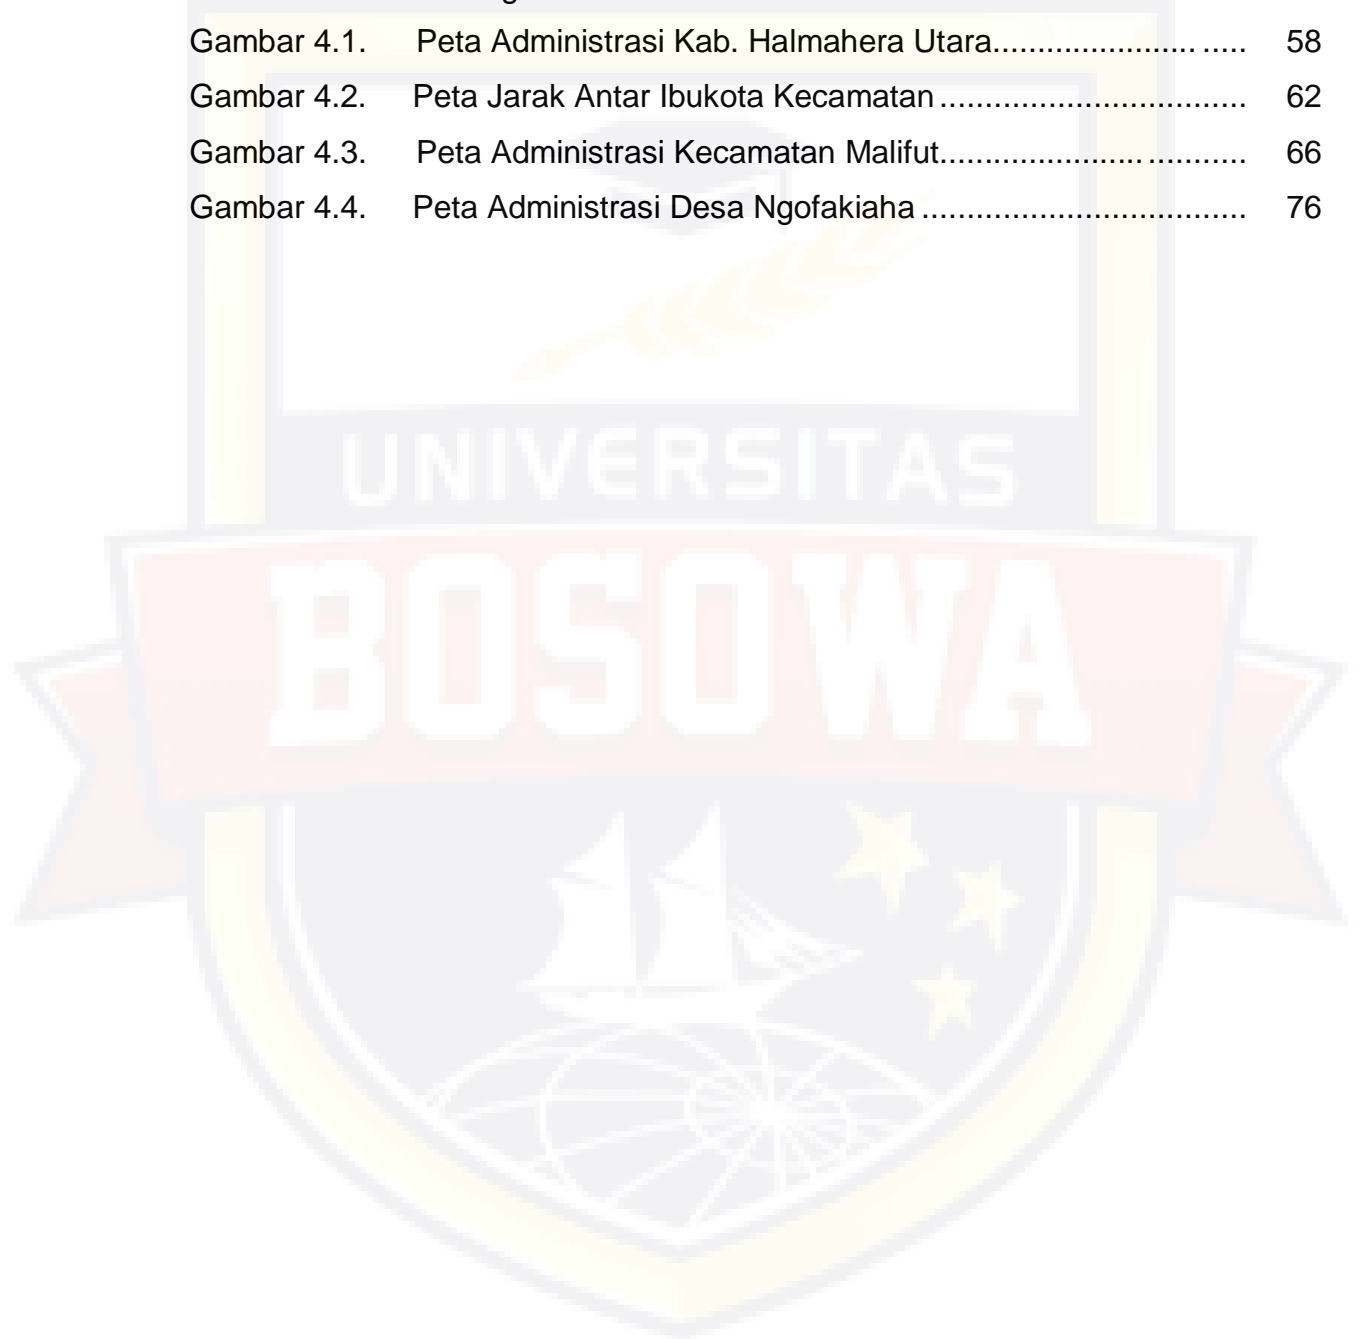 Gambar 4.1. Peta Administrasi Kab. Halmahera Utara....................... ..... 58
Gambar 4.2. Peta Jarak Antar Ibukota Kecamatan .................................. 62
Gambar 4.3. Peta Administrasi Kecamatan Malifut...................... ........... 66
Gambar 4.4. Peta Administrasi Desa Ngofakiaha .................................... 76
UNIVERSITAS
BOSOWA